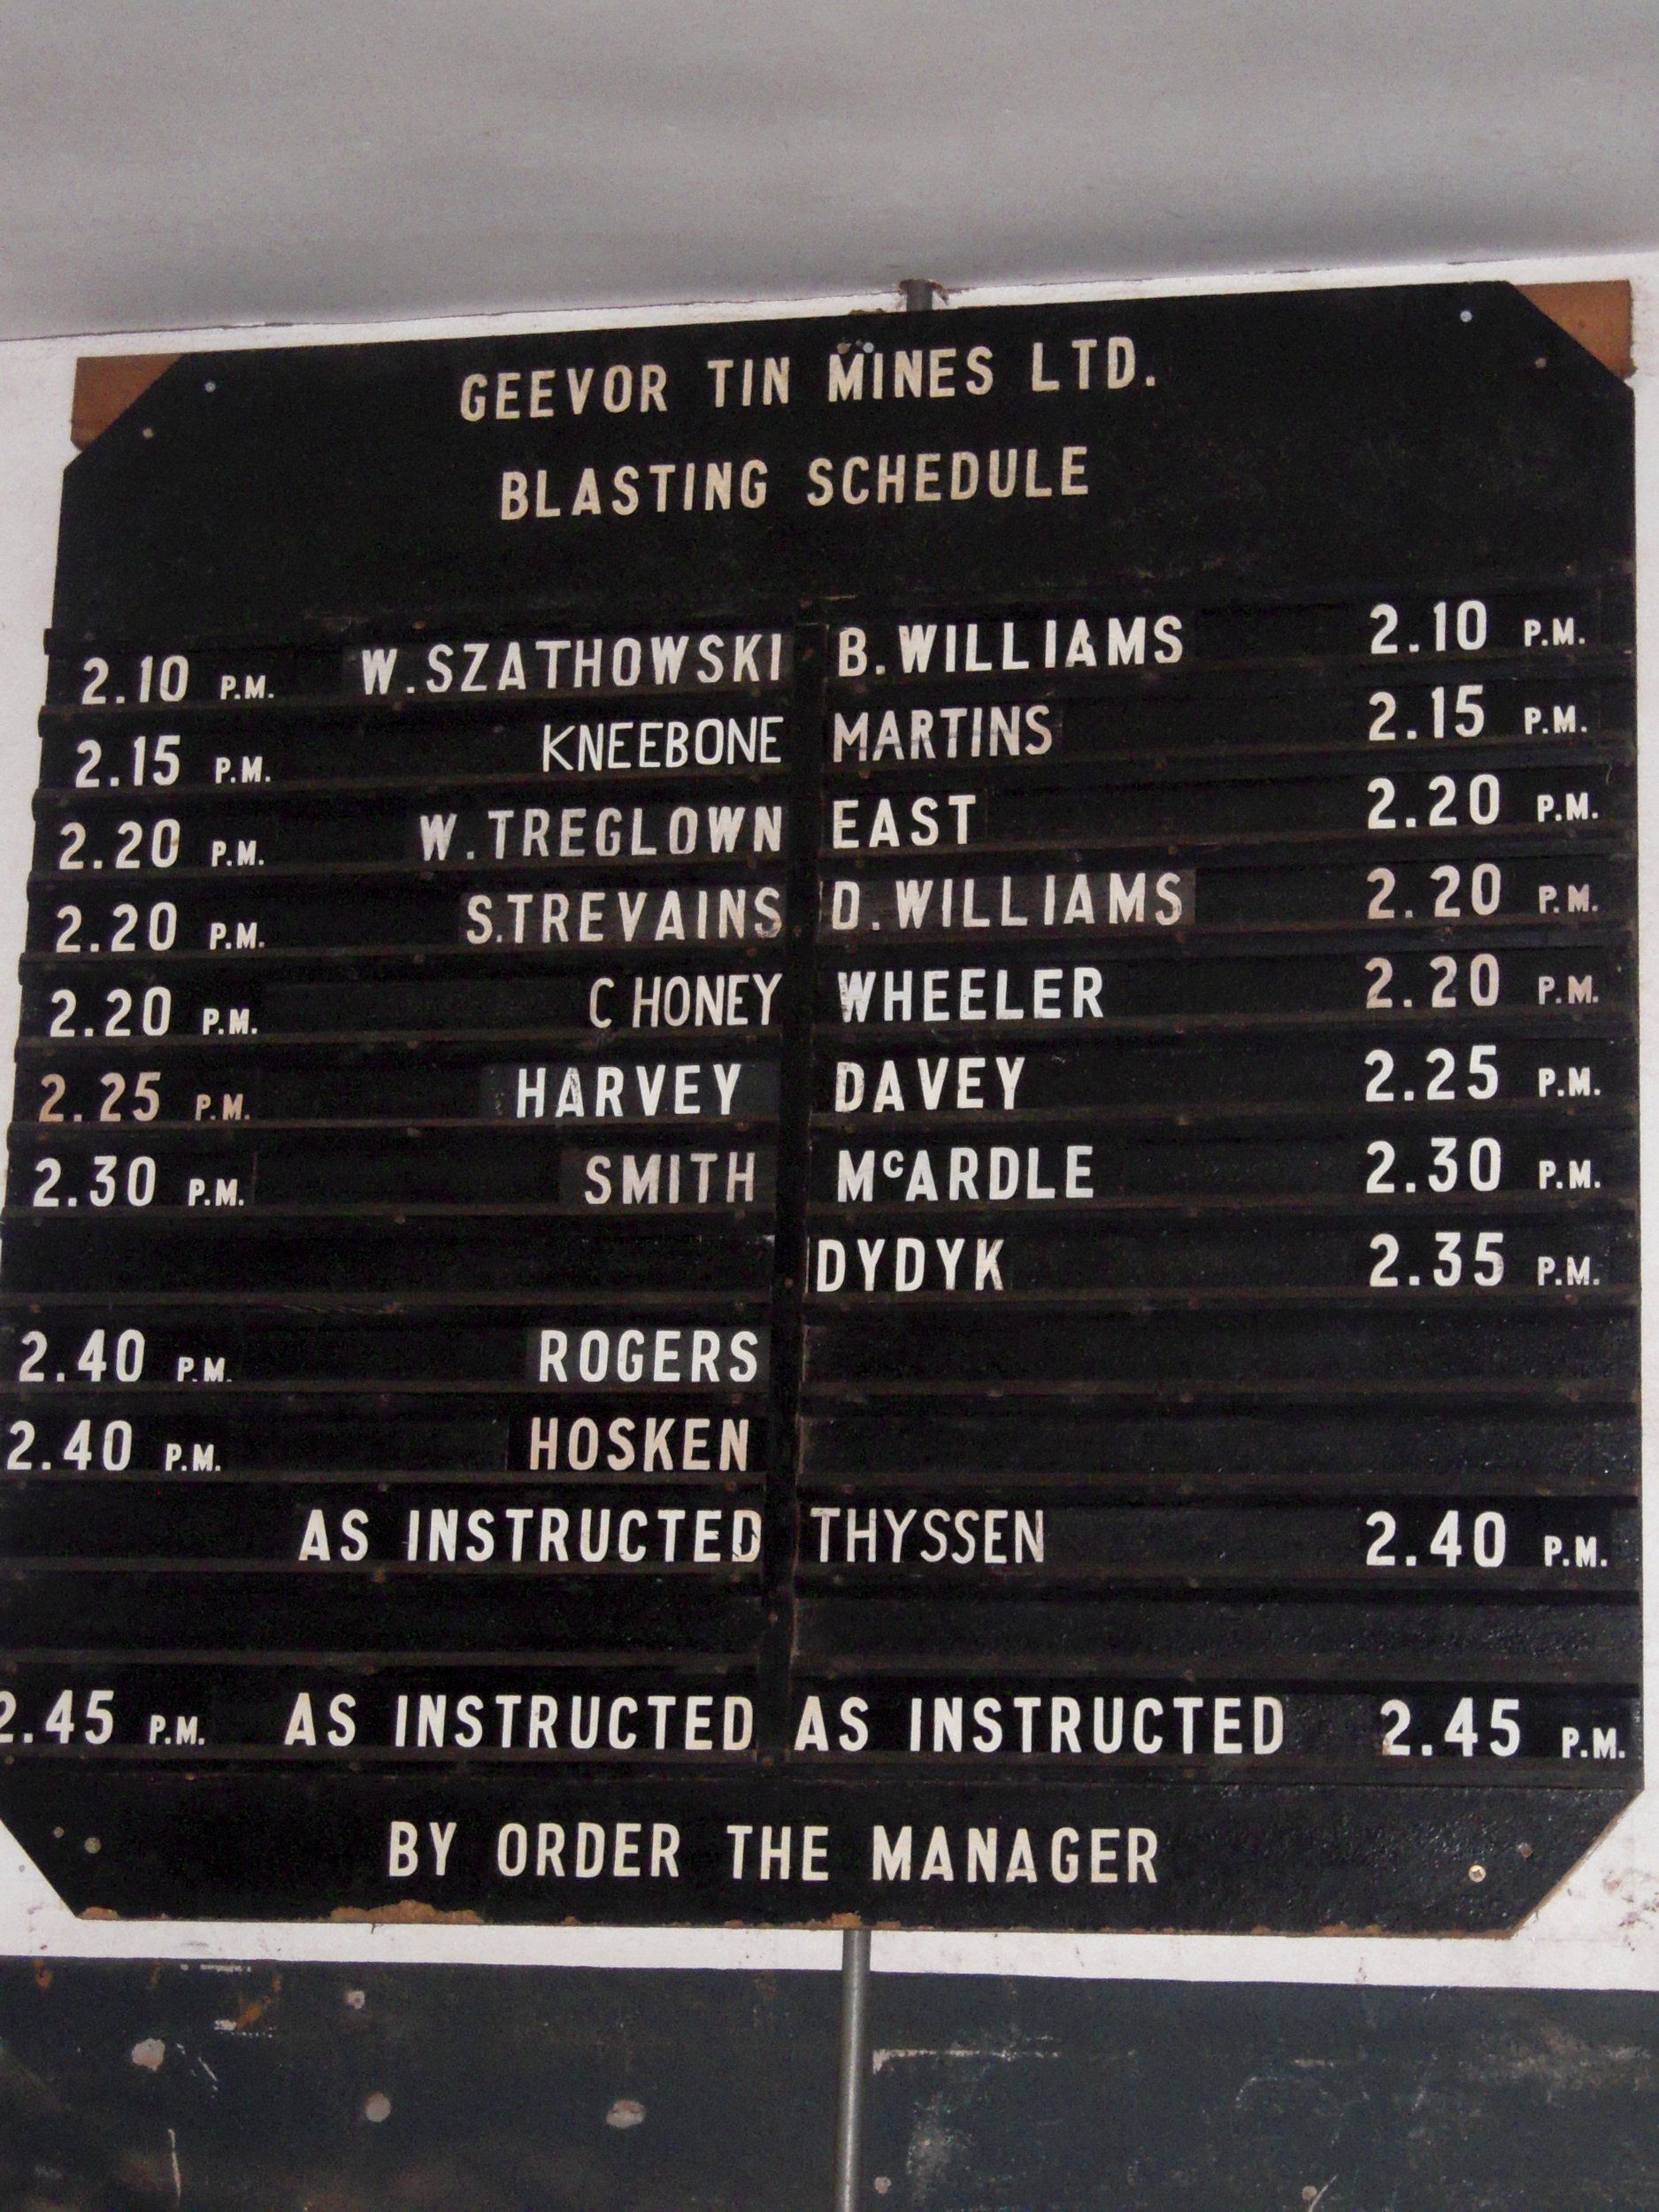 GEEVOR TIN MINES LTD.
BLASTING SCHEDULE
2.10 P.M. W.SZATHOWSKI B.WILLIAMS 2.10 P.M.
2.15 P.M. KNEEBONE MARTINS 2.15 P.M.
2.20 P.M. W.TREGLOWN EAST 2.20 P.M.
2.20 P.M. S.TREVAINS D.WILLIAMS 2.20 P.M.
2.20 P.M. C HONEY WHEELER 2.20 P.M.
2.25 P.M. HARVEY DAVEY 2.25 P.M.
2.30 P.M. SMITH McARDLE 2.30 P.M.
DYDYK 2.35 P.M.
2.40 P.M. ROGERS
2.40 P.M. HOSKEN
AS INSTRUCTED THYSSEN 2.40 P.M.
2.45 P.M. AS INSTRUCTED AS INSTRUCTED 2.45 P.M.
BY ORDER THE MANAGER